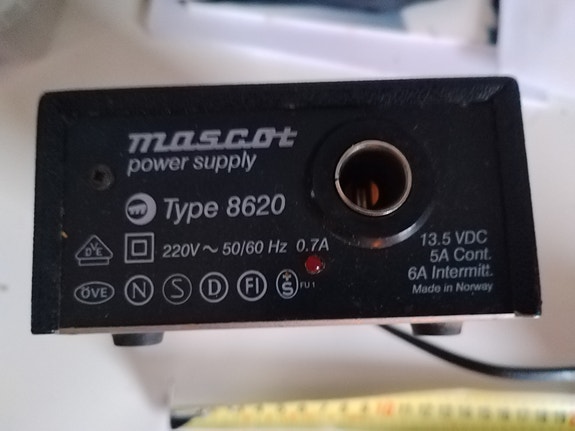 mascot
power supply
Type 8620
220V ~ 50/60 Hz 0.7A
13.5 VDC
5A Cont.
6A Intermitt.
Made in Norway
VDE
ÖVE N S D FI +S FU 1